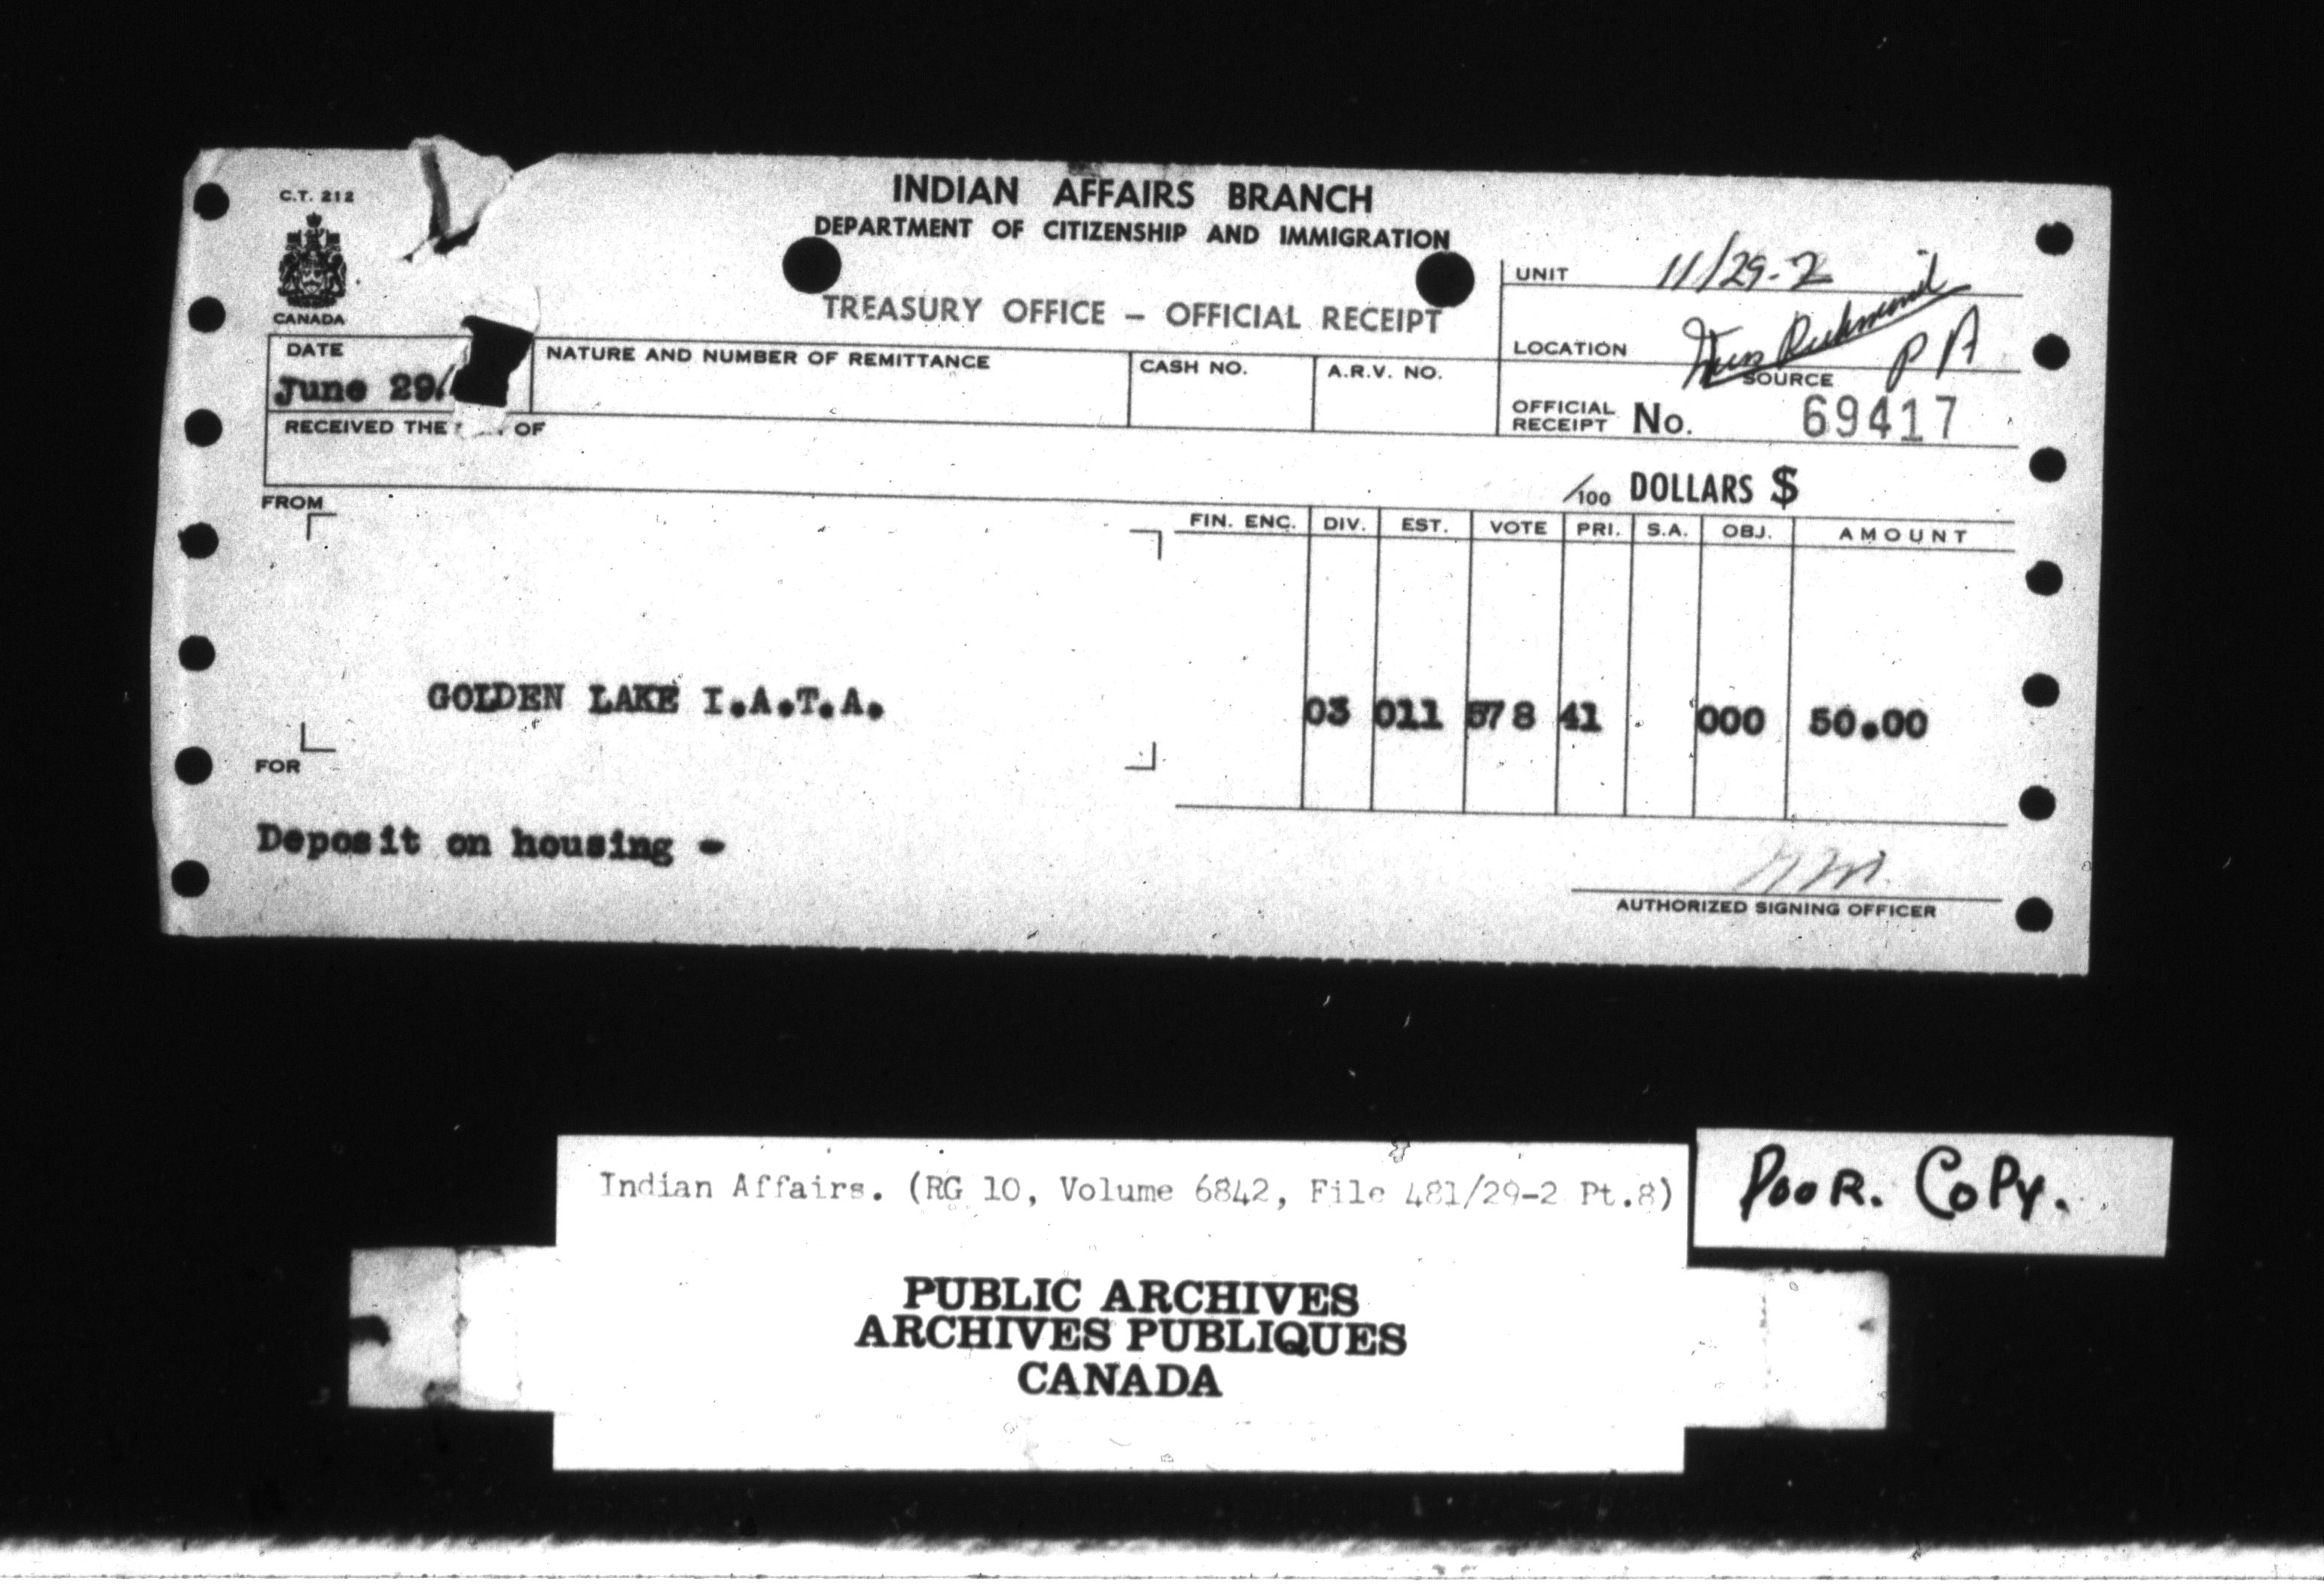 C.T. 212
CANADA
INDIAN AFFAIRS BRANCH
DEPARTMENT OF CITIZENSHIP AND IMMIGRATION
TREASURY OFFICE – OFFICIAL RECEIPT
UNIT 11/29-2
LOCATION
SOURCE PA
OFFICIAL RECEIPT No. 69417
DATE
June 29/
NATURE AND NUMBER OF REMITTANCE
CASH NO.
A.R.V. NO.
RECEIVED THE OF
/100 DOLLARS $
FROM
FIN. ENC. DIV. EST. VOTE PRI. S.A. OBJ. AMOUNT
GOLDEN LAKE I.A.T.A.
03 011 578 41 000 50.00
FOR
Deposit on housing -
AUTHORIZED SIGNING OFFICER
Indian Affairs. (RG 10, Volume 6842, File 481/29-2 Pt.8)
POOR. COPY.
PUBLIC ARCHIVES
ARCHIVES PUBLIQUES
CANADA